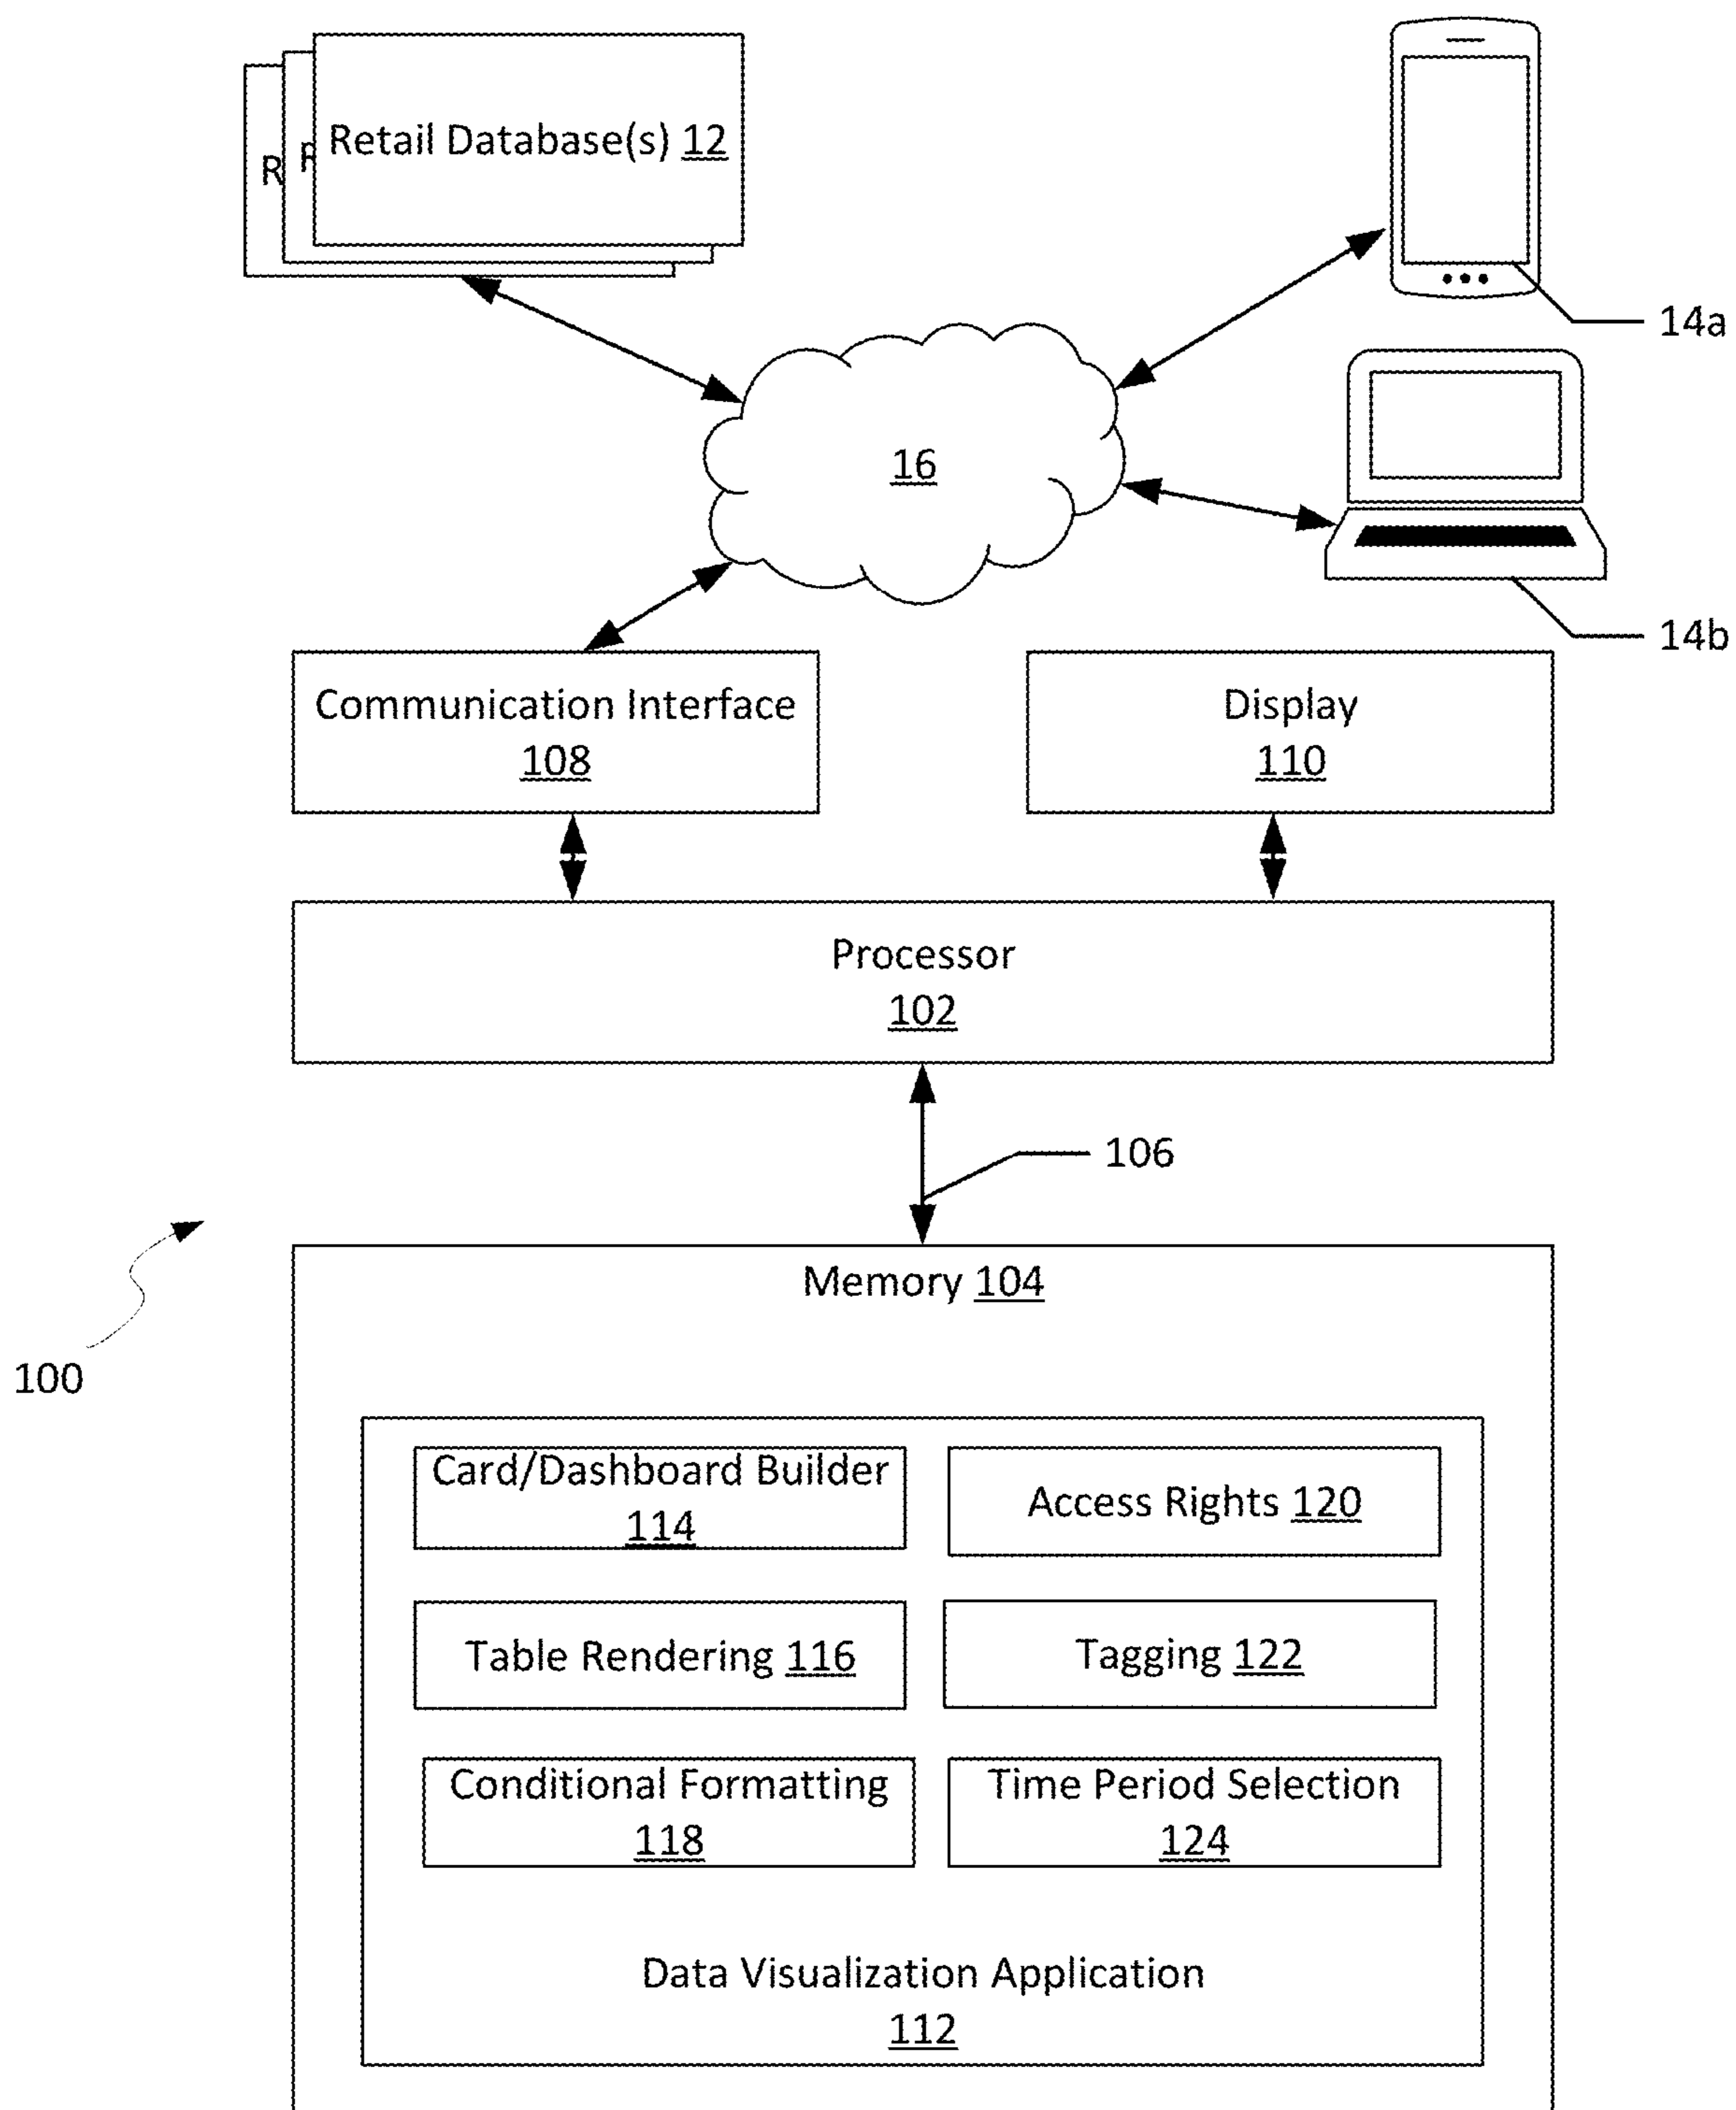 Retail Database(s) 12
R
R
14a
16
14b
Communication Interface
108
Display
110
Processor
102
106
Memory 104
100
Card/Dashboard Builder
114
Access Rights 120
Table Rendering 116
Tagging 122
Conditional Formatting
118
Time Period Selection
124
Data Visualization Application
112